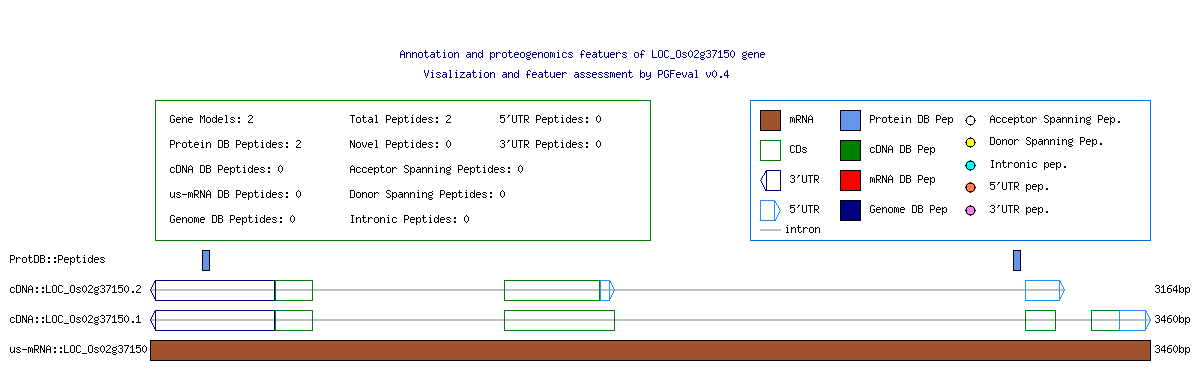 Annotation and proteogenomics featuers of LOC_Os02g37150 gene
Visalization and featuer assessment by PGFeval v0.4
Gene Models: 2 Total Peptides: 2 5'UTR Peptides: 0
Protein DB Peptides: 2 Novel Peptides: 0 3'UTR Peptides: 0
cDNA DB Peptides: 0 Acceptor Spanning Peptides: 0
us-mRNA DB Peptides: 0 Donor Spanning Peptides: 0
Genome DB Peptides: 0 Intronic Peptides: 0
mRNA Protein DB Pep Acceptor Spanning Pep.
CDs cDNA DB Pep Donor Spanning Pep.
3'UTR mRNA DB Pep Intronic pep.
5'UTR Genome DB Pep 5'UTR pep.
intron 3'UTR pep.
ProtDB::Peptides
cDNA::LOC_Os02g37150.2 3164bp
cDNA::LOC_Os02g37150.1 3460bp
us-mRNA::LOC_Os02g37150 3460bp